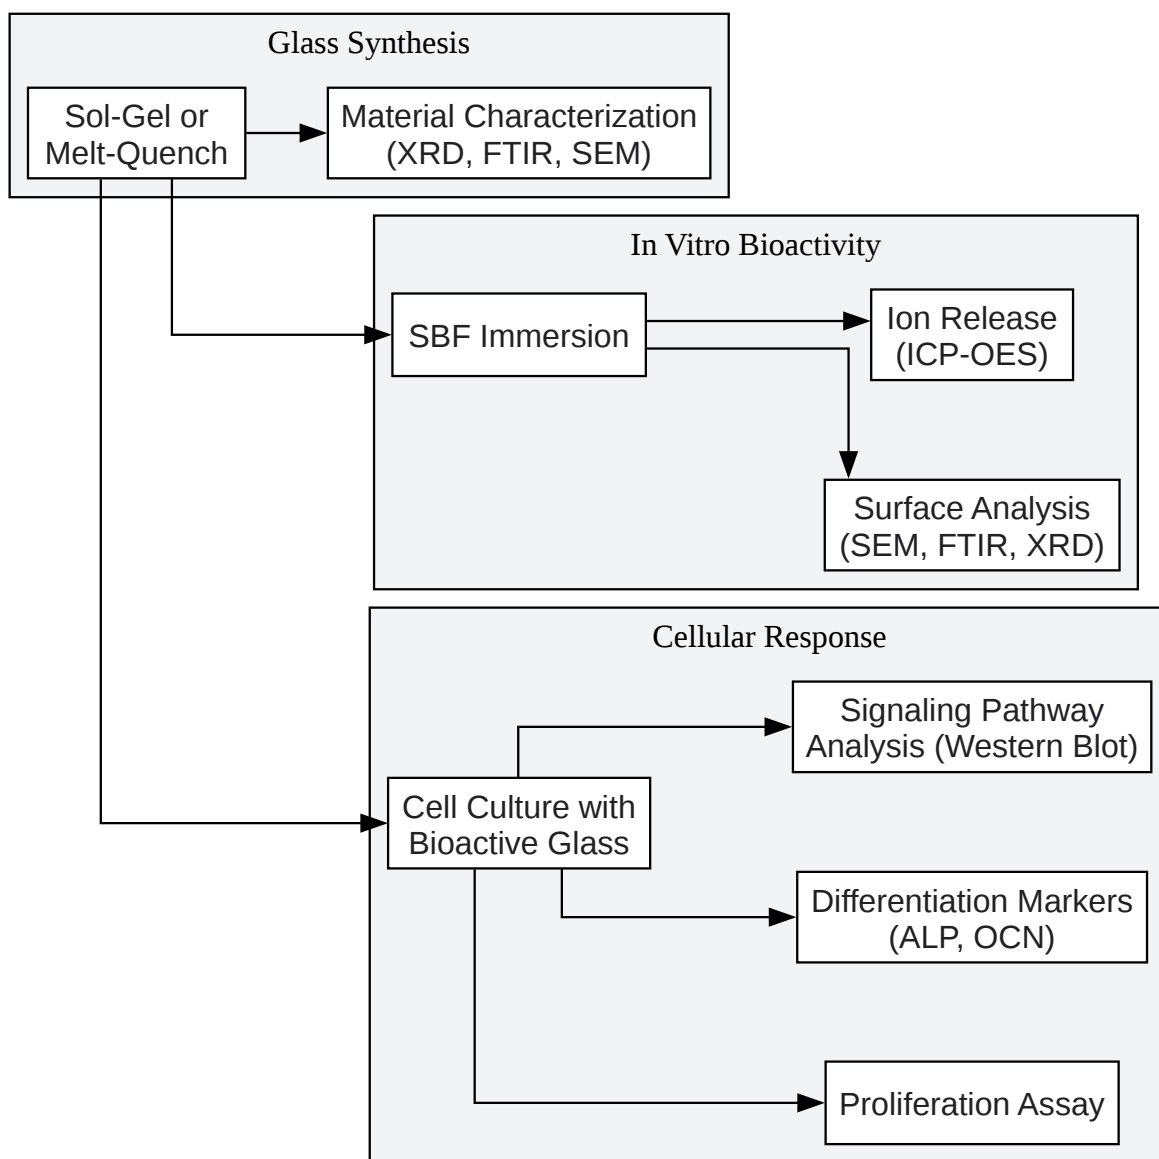 Glass Synthesis
Sol-Gel or
Melt-Quench
Material Characterization
(XRD, FTIR, SEM)
In Vitro Bioactivity
SBF Immersion
Ion Release
(ICP-OES)
Surface Analysis
(SEM, FTIR, XRD)
Cellular Response
Signaling Pathway
Analysis (Western Blot)
Cell Culture with
Bioactive Glass
Differentiation Markers
(ALP, OCN)
Proliferation Assay